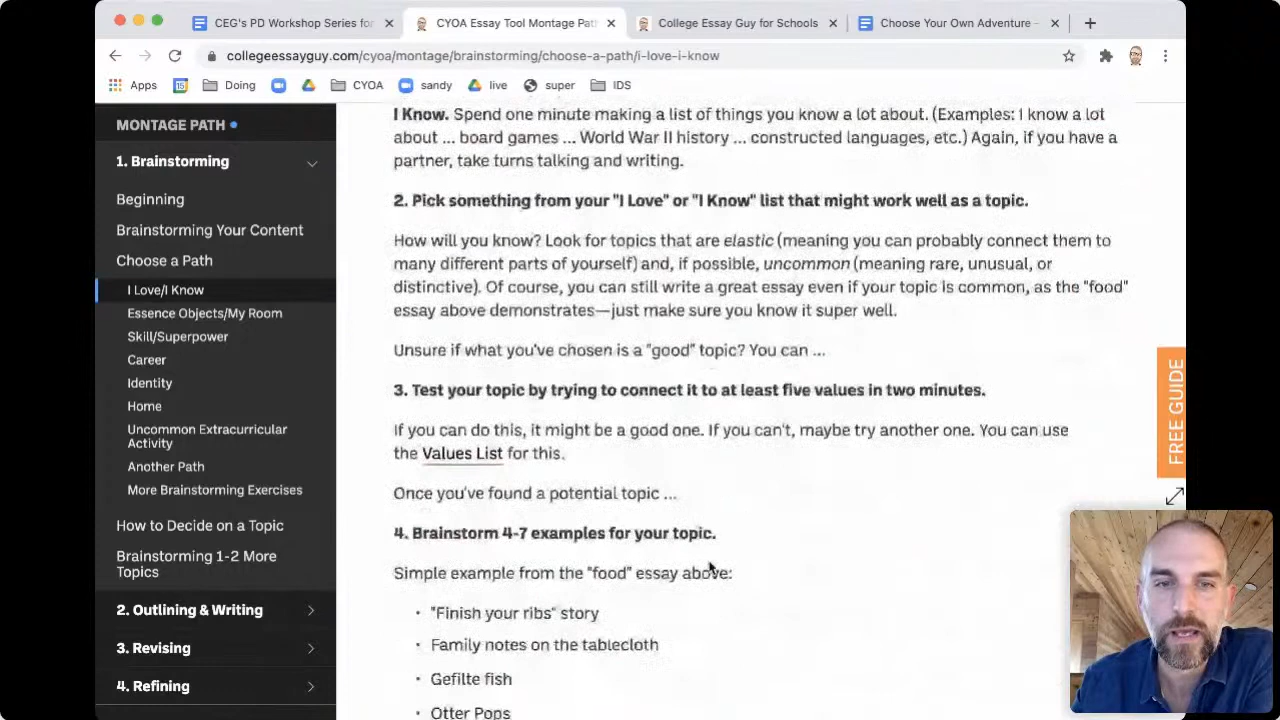 CEG's PD Workshop Series for
CYOA Essay Tool Montage Pat
College Essay Guy for Schools
Choose Your Own Adventure –
collegeessayguy.com/cyoa/montage/brainstorming/choose-a-path/i-love-i-know
Apps
Doing
CYOA
sandy
live
super
IDS
MONTAGE PATH
1. Brainstorming
Beginning
Brainstorming Your Content
Choose a Path
I Love/I Know
Essence Objects/My Room
Skill/Superpower
Career
Identity
Home
Uncommon Extracurricular
Activity
Another Path
More Brainstorming Exercises
How to Decide on a Topic
Brainstorming 1-2 More
Topics
2. Outlining & Writing
3. Revising
4. Refining
I Know. Spend one minute making a list of things you know a lot about. (Examples: I know a lot
about ... board games ... World War II history ... constructed languages, etc.) Again, if you have a
partner, take turns talking and writing.
2. Pick something from your "I Love" or "I Know" list that might work well as a topic.
How will you know? Look for topics that are elastic (meaning you can probably connect them to
many different parts of yourself) and, if possible, uncommon (meaning rare, unusual, or
distinctive). Of course, you can still write a great essay even if your topic is common, as the "food"
essay above demonstrates—just make sure you know it super well.
Unsure if what you've chosen is a "good" topic? You can ...
3. Test your topic by trying to connect it to at least five values in two minutes.
If you can do this, it might be a good one. If you can't, maybe try another one. You can use
the Values List for this.
Once you've found a potential topic ...
4. Brainstorm 4-7 examples for your topic.
Simple example from the "food" essay above:
• "Finish your ribs" story
• Family notes on the tablecloth
• Gefilte fish
• Otter Pops
FREE GUIDE